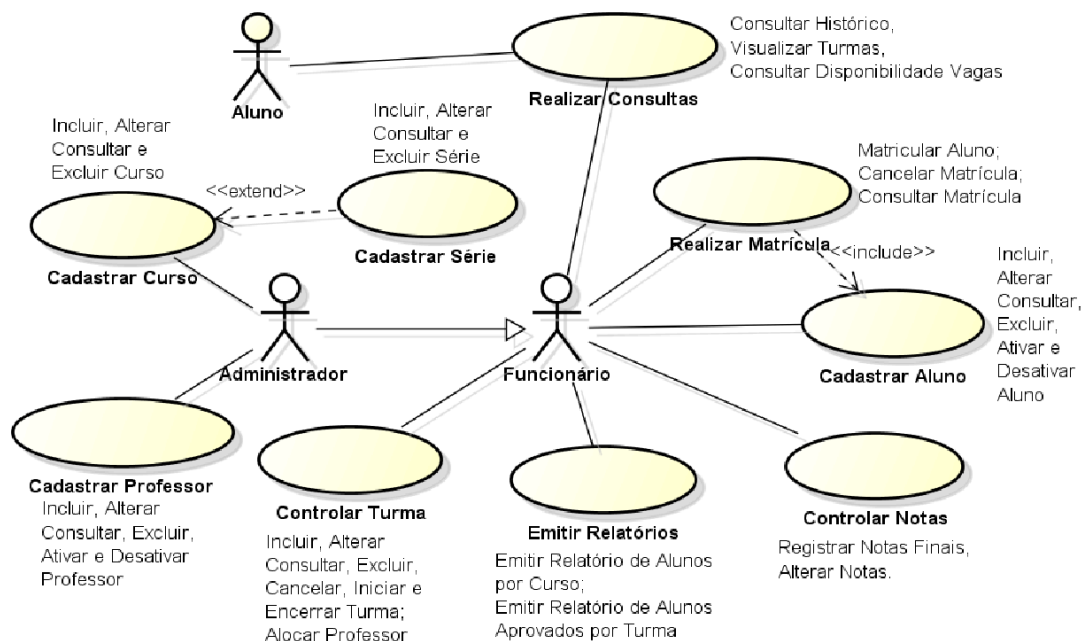 Consultar Histórico,
Visualizar Turmas,
Consultar Disponibilidade Vagas
Realizar Consultas
Aluno
Incluir, Alterar
Consultar e
Excluir Curso
Incluir, Alterar
Consultar e
Excluir Série
<<extend>>
Cadastrar Curso
Cadastrar Série
Matricular Aluno;
Cancelar Matrícula;
Consultar Matrícula
Realizar Matrícula
<<include>>
Incluir,
Alterar
Consultar,
Excluir,
Ativar e
Desativar
Aluno
Cadastrar Aluno
Administrador
Funcionário
Cadastrar Professor
Incluir, Alterar
Consultar, Excluir,
Ativar e Desativar
Professor
Controlar Turma
Incluir, Alterar
Consultar, Excluir,
Cancelar, Iniciar e
Encerrar Turma;
Alocar Professor
Emitir Relatórios
Emitir Relatório de Alunos
por Curso;
Emitir Relatório de Alunos
Aprovados por Turma
Controlar Notas
Registrar Notas Finais,
Alterar Notas.